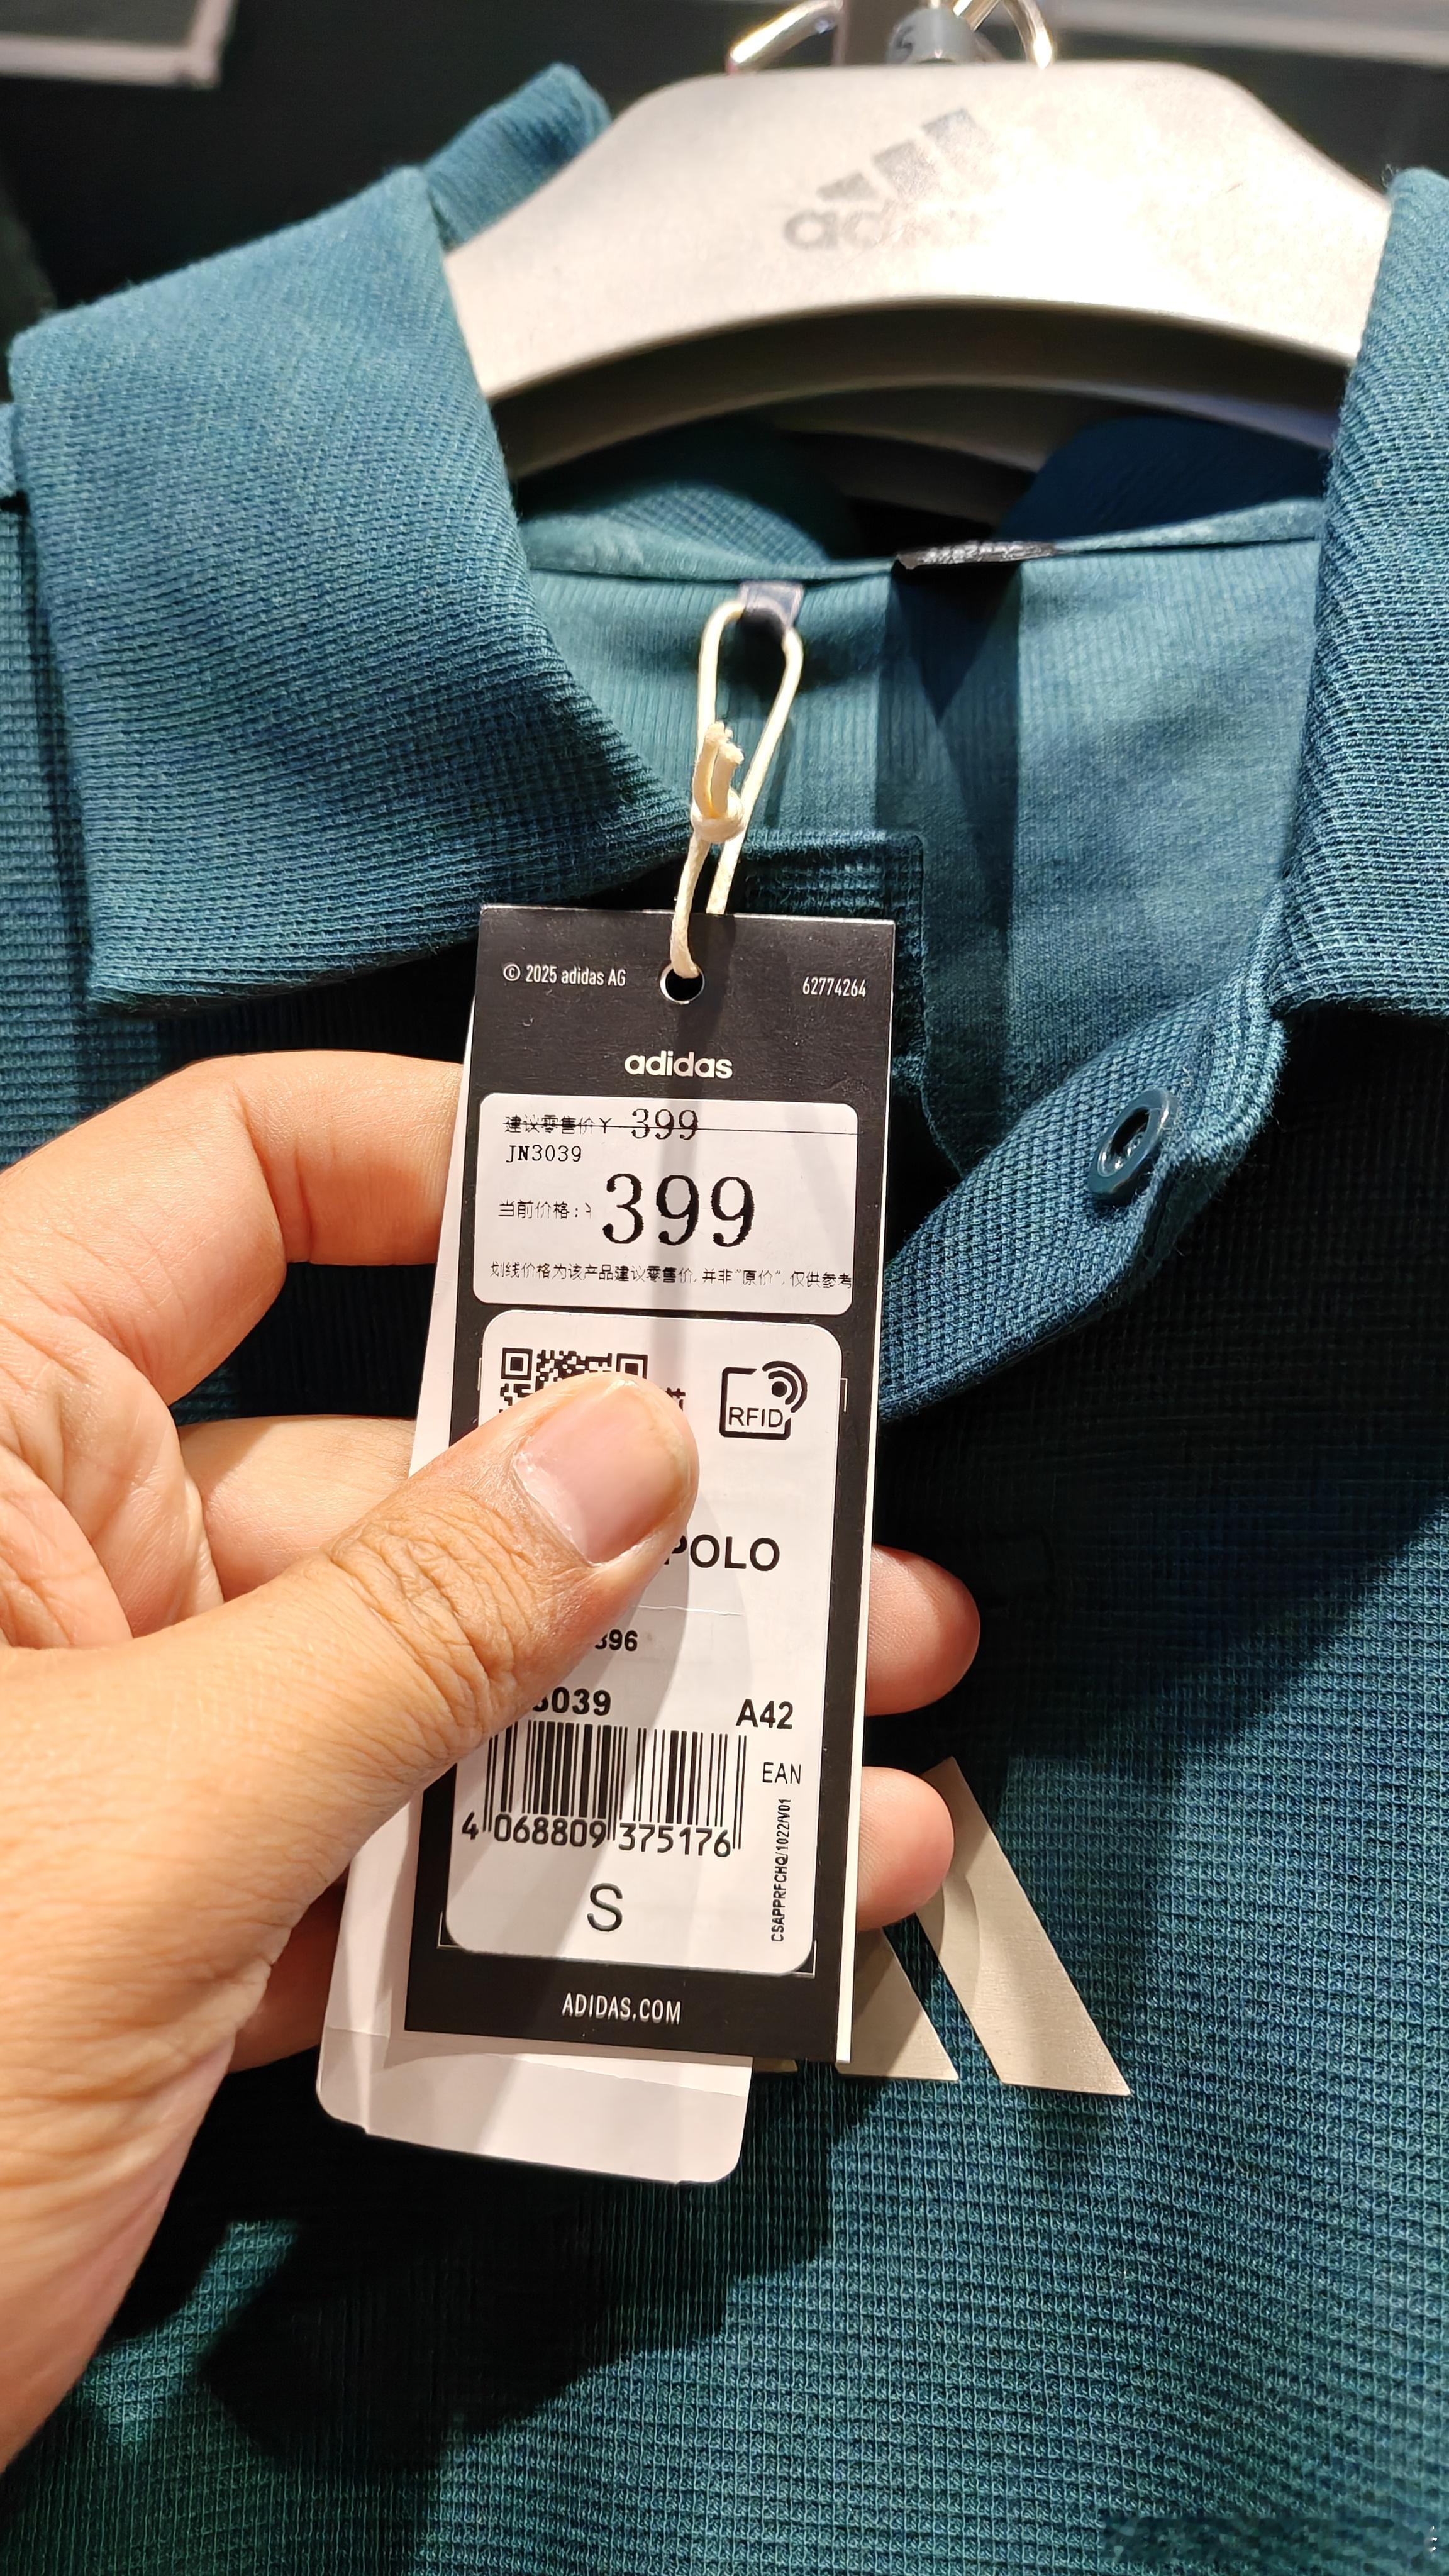 S
adidas
© 2025 adidas AG
62774264
adidas
建议零售价¥ 399
JN3039
当前价格: 399
划线价格为该产品建议零售价,并非“原价”,仅供参考
RFID
POLO
396
3039
A42
EAN
4 068809 375176
CSAPPRFCHQ/1022/V01
S
ADIDAS.COM